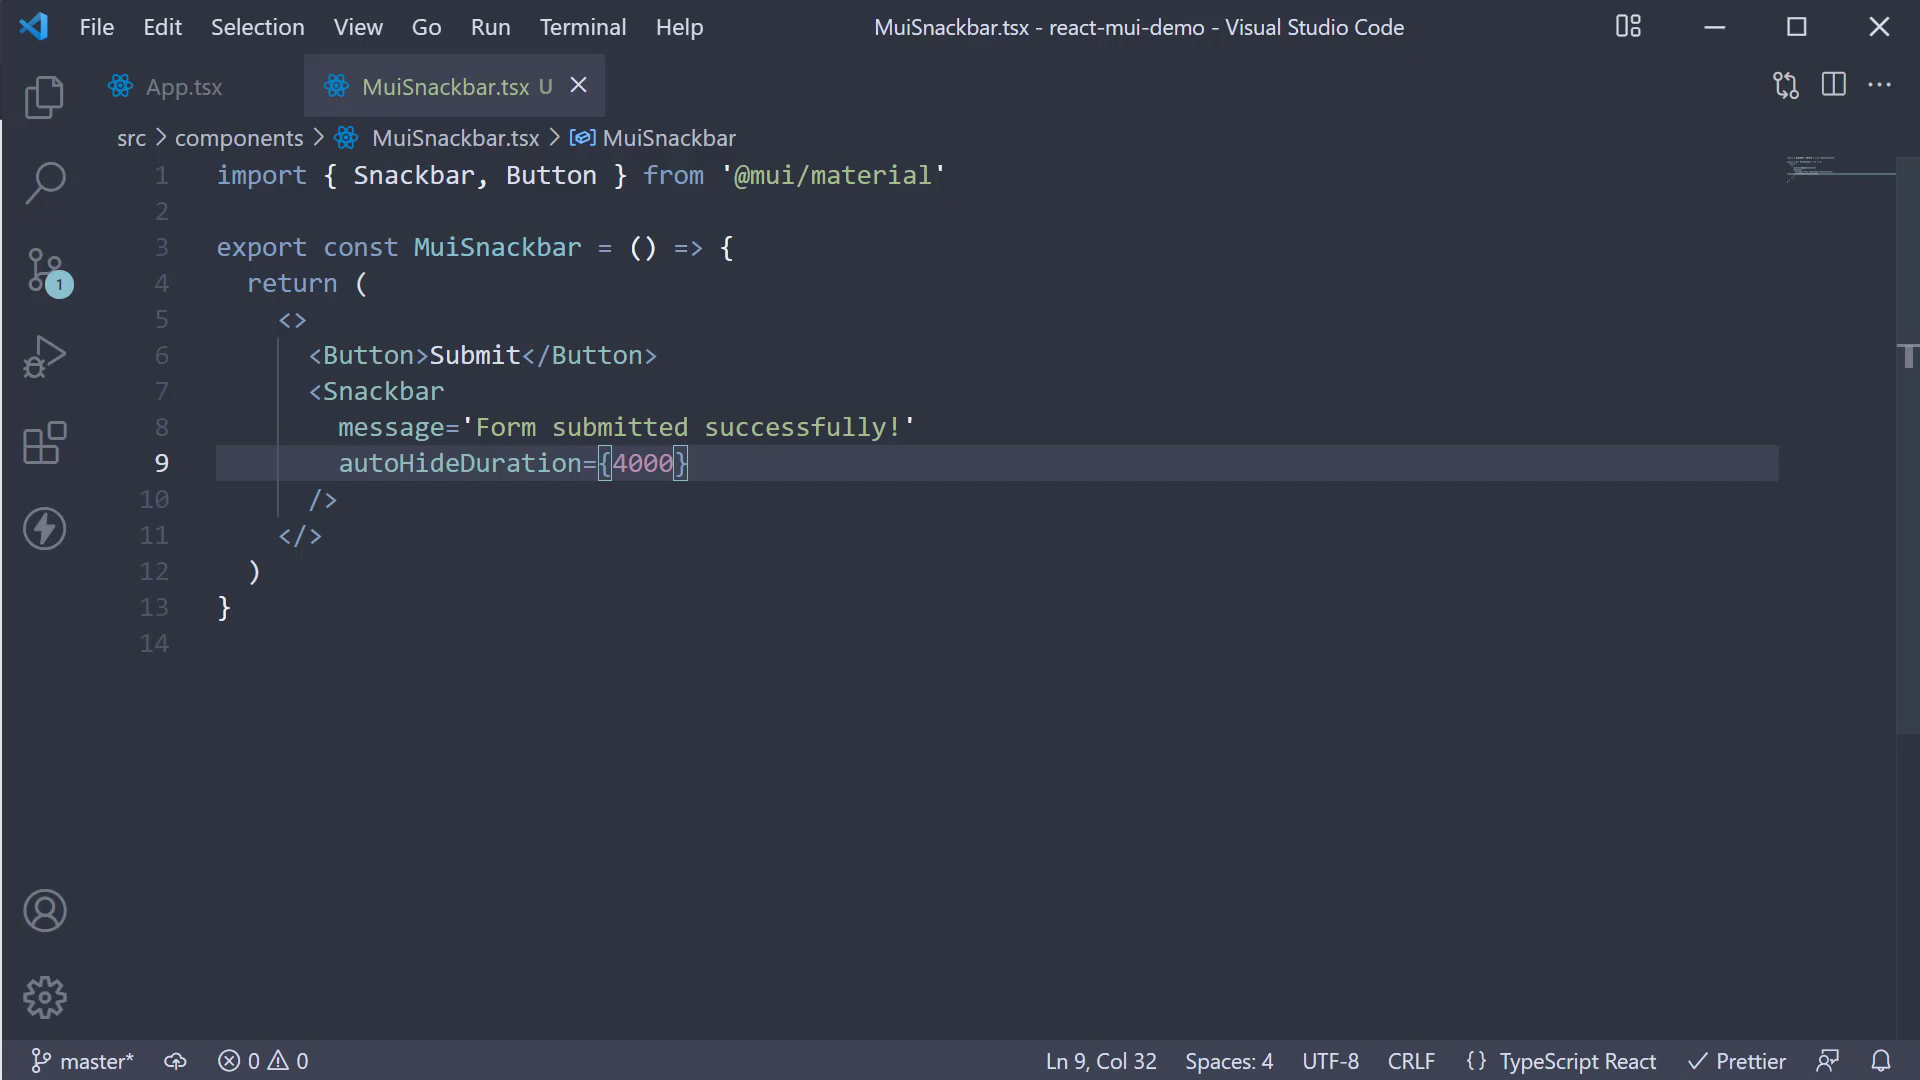 File Edit Selection View Go Run Terminal Help MuiSnackbar.tsx - react-mui-demo - Visual Studio Code
App.tsx MuiSnackbar.tsx U
src > components > MuiSnackbar.tsx > MuiSnackbar
1 import { Snackbar, Button } from '@mui/material'
2
3 export const MuiSnackbar = () => {
4 return (
5 <>
6 <Button>Submit</Button>
7 <Snackbar
8 message='Form submitted successfully!'
9 autoHideDuration={4000}
10 />
11 </>
12 )
13 }
14
1
master* 0 0 Ln 9, Col 32 Spaces: 4 UTF-8 CRLF {} TypeScript React Prettier